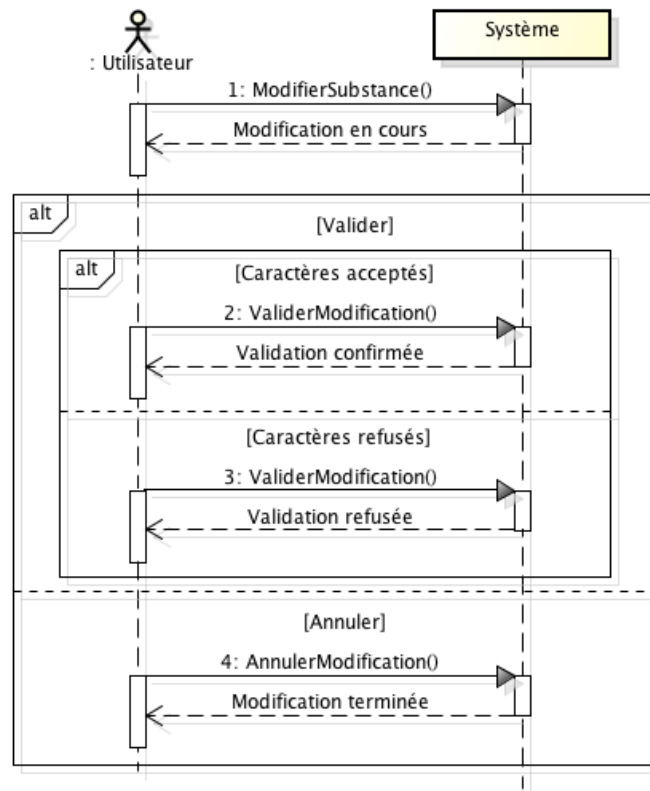 Système
: Utilisateur
1: ModifierSubstance()
Modification en cours
alt
[Valider]
alt
[Caractères acceptés]
2: ValiderModification()
Validation confirmée
[Caractères refusés]
3: ValiderModification()
Validation refusée
[Annuler]
4: AnnulerModification()
Modification terminée